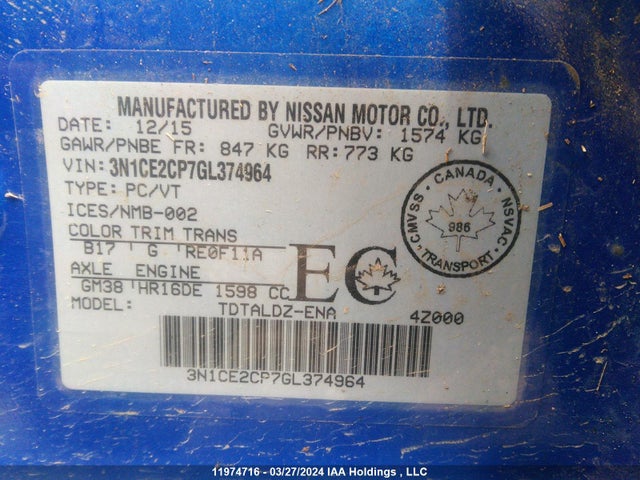 MANUFACTURED BY NISSAN MOTOR CO., LTD.
DATE: 12/15 GVWR/PNBV: 1574 KG
GAWR/PNBE FR: 847 KG RR: 773 KG
VIN: 3N1CE2CP7GL374964
TYPE: PC/VT
ICES/NMB-002
COLOR TRIM TRANS
B17 ' G 'RE0F11A
AXLE ENGINE
GM38 'HR16DE 1598 CC
MODEL: TDTALDZ-ENA 4Z000
EC
CANADA
CMVSS · NSVAC
986
TRANSPORT
3N1CE2CP7GL374964
11974716 - 03/27/2024 IAA Holdings , LLC